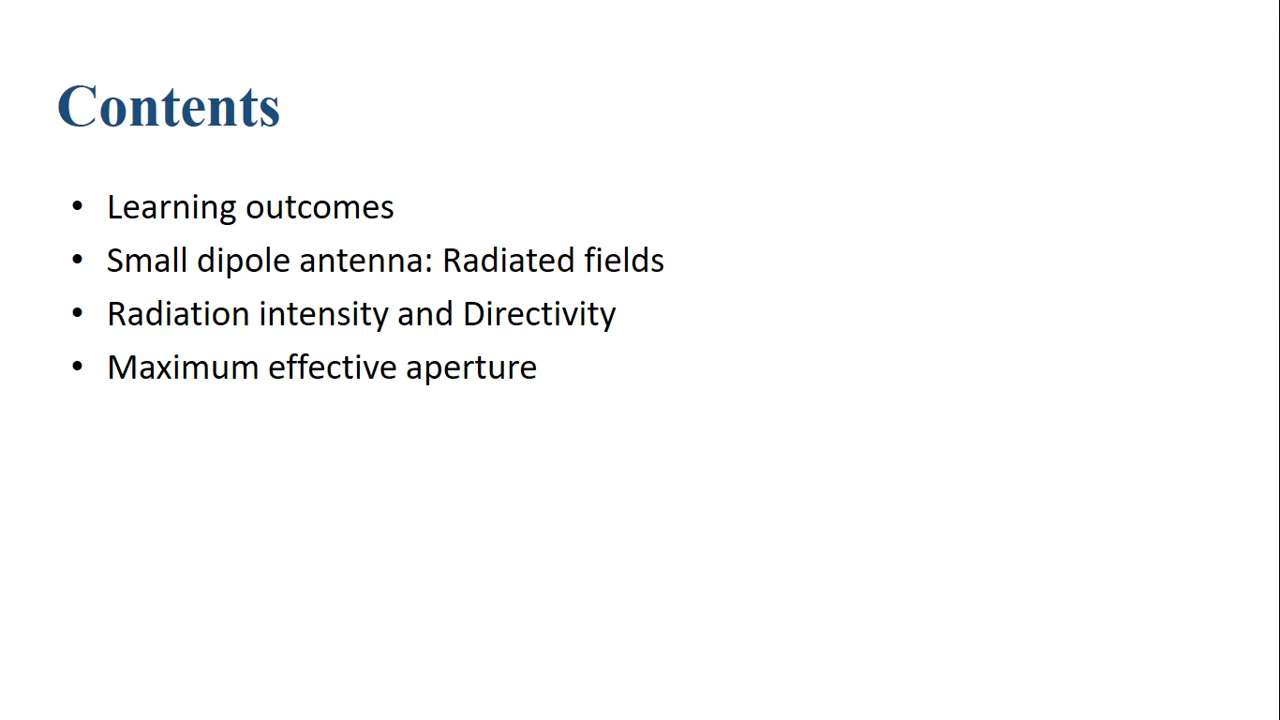 Contents
• Learning outcomes
• Small dipole antenna: Radiated fields
• Radiation intensity and Directivity
• Maximum effective aperture